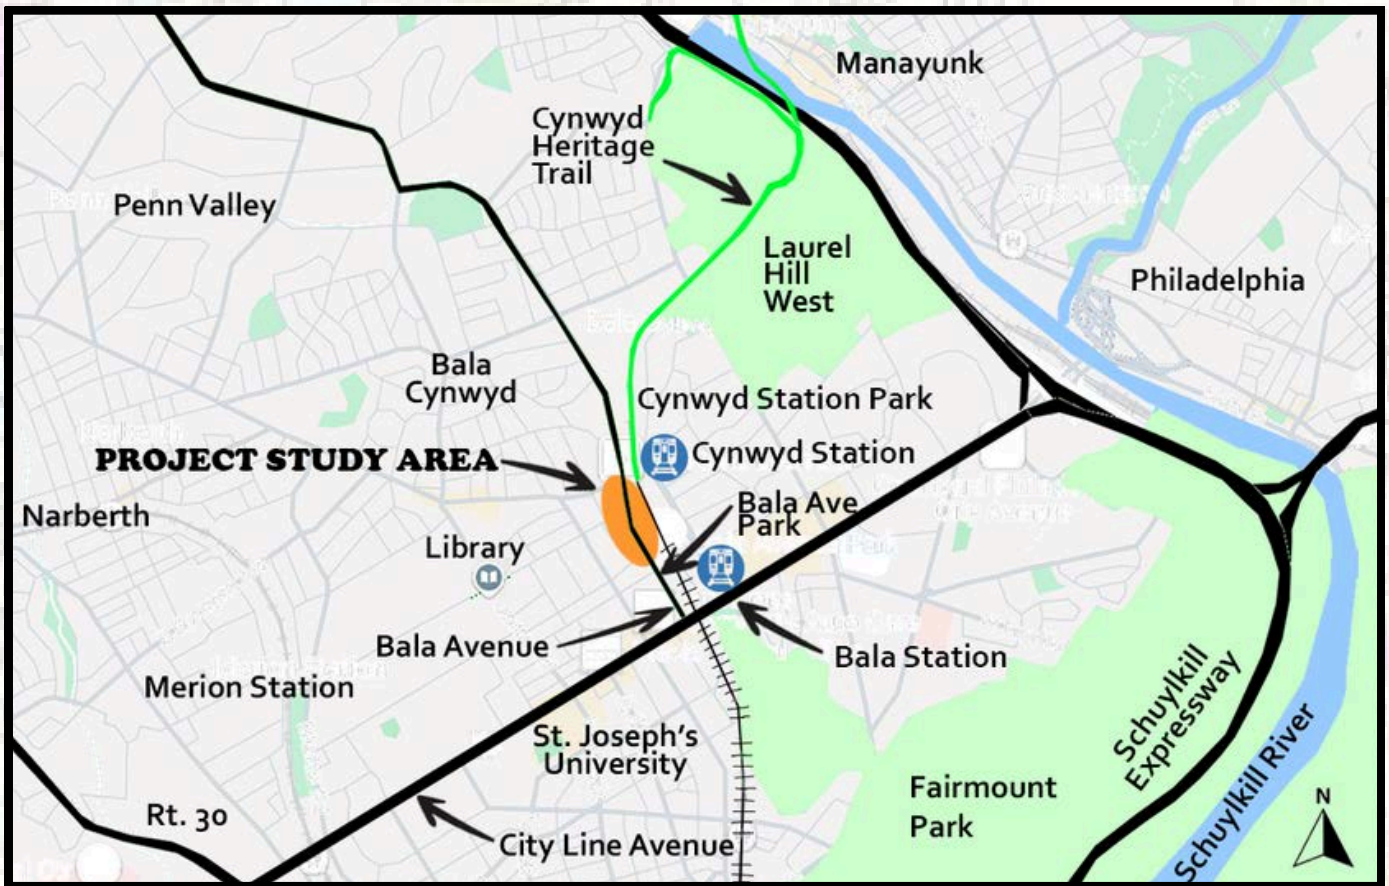 Manayunk
Cynwyd
Heritage
Trail
Penn Valley
Laurel
Hill
West
Philadelphia
Bala
Cynwyd
Cynwyd Station Park
PROJECT STUDY AREA
Cynwyd Station
Bala Ave
Park
Narberth
Library
Bala Avenue
Bala Station
Merion Station
Schuylkill
Expressway
St. Joseph's
University
Schuylkill River
Fairmount
Park
N
Rt. 30
City Line Avenue